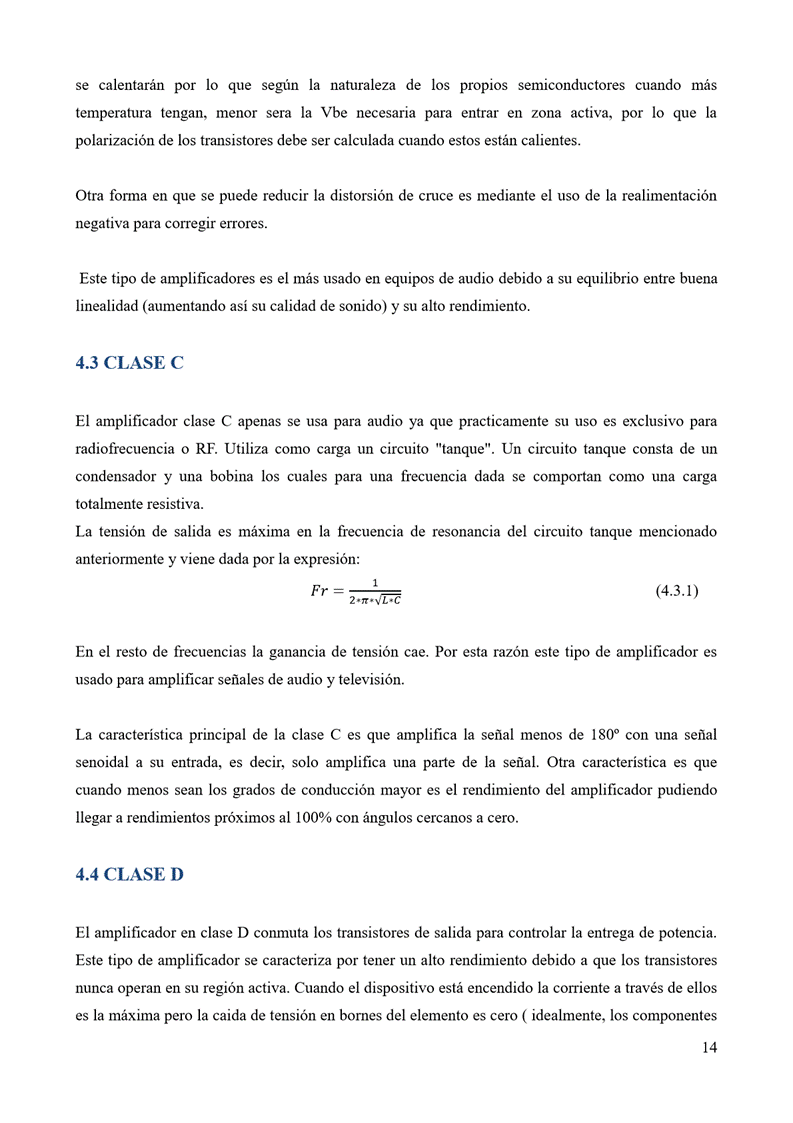 se calentarán por lo que según la naturaleza de los propios semiconductores cuando más
temperatura tengan, menor sera la Vbe necesaria para entrar en zona activa, por lo que la
polarización de los transistores debe ser calculada cuando estos están calientes.
Otra forma en que se puede reducir la distorsión de cruce es mediante el uso de la realimentación
negativa para corregir errores.
Este tipo de amplificadores es el más usado en equipos de audio debido a su equilibrio entre buena
linealidad (aumentando así su calidad de sonido) y su alto rendimiento.
4.3 CLASE C
El amplificador clase C apenas se usa para audio ya que practicamente su uso es exclusivo para
radiofrecuencia o RF. Utiliza como carga un circuito "tanque". Un circuito tanque consta de un
condensador y una bobina los cuales para una frecuencia dada se comportan como una carga
totalmente resistiva.
La tensión de salida es máxima en la frecuencia de resonancia del circuito tanque mencionado
anteriormente y viene dada por la expresión:
Fr = 1 / (2*π*√(L*C)) (4.3.1)
En el resto de frecuencias la ganancia de tensión cae. Por esta razón este tipo de amplificador es
usado para amplificar señales de audio y televisión.
La característica principal de la clase C es que amplifica la señal menos de 180º con una señal
senoidal a su entrada, es decir, solo amplifica una parte de la señal. Otra característica es que
cuando menos sean los grados de conducción mayor es el rendimiento del amplificador pudiendo
llegar a rendimientos próximos al 100% con ángulos cercanos a cero.
4.4 CLASE D
El amplificador en clase D conmuta los transistores de salida para controlar la entrega de potencia.
Este tipo de amplificador se caracteriza por tener un alto rendimiento debido a que los transistores
nunca operan en su región activa. Cuando el dispositivo está encendido la corriente a través de ellos
es la máxima pero la caida de tensión en bornes del elemento es cero ( idealmente, los componentes
14